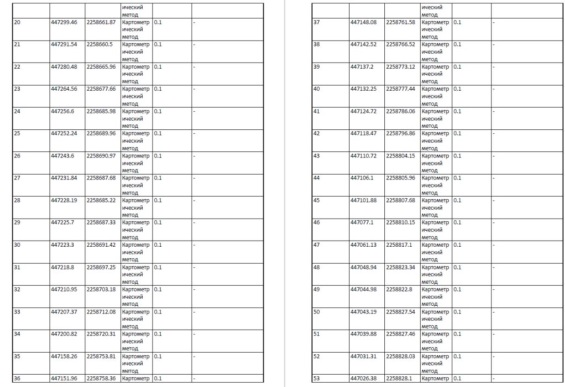 ический
метод
20 447299.46 2258661.87 Картометр 0.1 -
ический
метод
21 447291.54 2258660.5 Картометр 0.1 -
ический
метод
22 447280.48 2258665.96 Картометр 0.1 -
ический
метод
23 447264.56 2258677.66 Картометр 0.1 -
ический
метод
24 447256.6 2258685.98 Картометр 0.1 -
ический
метод
25 447252.24 2258689.96 Картометр 0.1 -
ический
метод
26 447243.6 2258690.97 Картометр 0.1 -
ический
метод
27 447231.84 2258687.68 Картометр 0.1 -
ический
метод
28 447228.19 2258685.22 Картометр 0.1 -
ический
метод
29 447225.7 2258687.33 Картометр 0.1 -
ический
метод
30 447223.3 2258691.42 Картометр 0.1 -
ический
метод
31 447218.8 2258697.25 Картометр 0.1 -
ический
метод
32 447210.95 2258703.18 Картометр 0.1 -
ический
метод
33 447207.37 2258712.08 Картометр 0.1 -
ический
метод
34 447200.82 2258720.31 Картометр 0.1 -
ический
метод
35 447158.26 2258753.81 Картометр 0.1 -
ический
метод
36 447151.96 2258758.36 Картометр 0.1 -
ический
метод
37 447148.08 2258761.58 Картометр 0.1 -
ический
метод
38 447142.52 2258766.52 Картометр 0.1 -
ический
метод
39 447137.2 2258773.12 Картометр 0.1 -
ический
метод
40 447132.25 2258777.44 Картометр 0.1 -
ический
метод
41 447124.72 2258786.06 Картометр 0.1 -
ический
метод
42 447118.47 2258796.86 Картометр 0.1 -
ический
метод
43 447110.72 2258804.15 Картометр 0.1 -
ический
метод
44 447106.1 2258805.96 Картометр 0.1 -
ический
метод
45 447101.88 2258807.68 Картометр 0.1 -
ический
метод
46 447077.1 2258810.15 Картометр 0.1 -
ический
метод
47 447061.13 2258817.1 Картометр 0.1 -
ический
метод
48 447048.94 2258823.34 Картометр 0.1 -
ический
метод
49 447044.98 2258822.8 Картометр 0.1 -
ический
метод
50 447043.19 2258827.54 Картометр 0.1 -
ический
метод
51 447039.88 2258827.46 Картометр 0.1 -
ический
метод
52 447031.31 2258828.03 Картометр 0.1 -
ический
метод
53 447026.38 2258828.1 Картометр 0.1 -